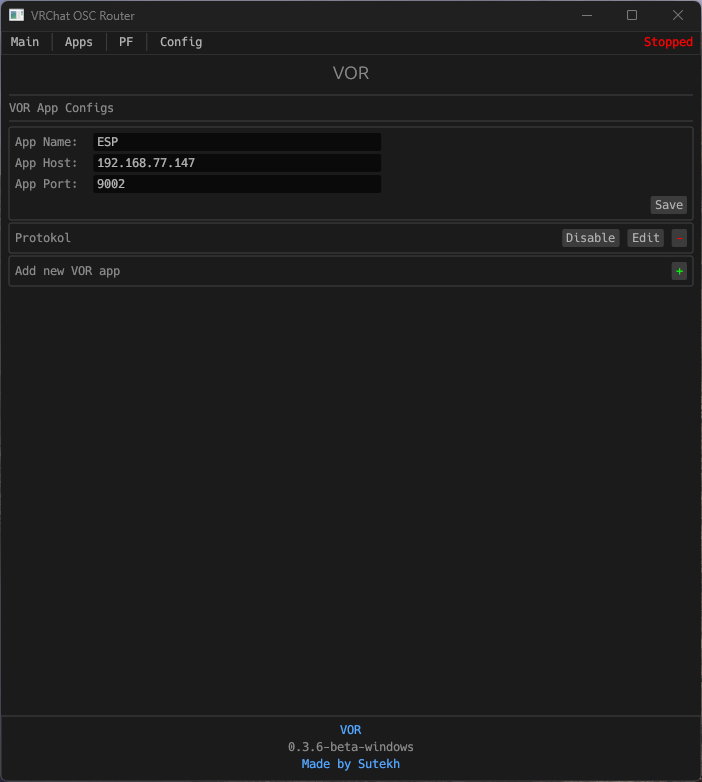 VRChat OSC Router
Main Apps PF Config Stopped
VOR
VOR App Configs
App Name: ESP
App Host: 192.168.77.147
App Port: 9002
Save
Protokol Disable Edit -
Add new VOR app +
VOR
0.3.6-beta-windows
Made by Sutekh